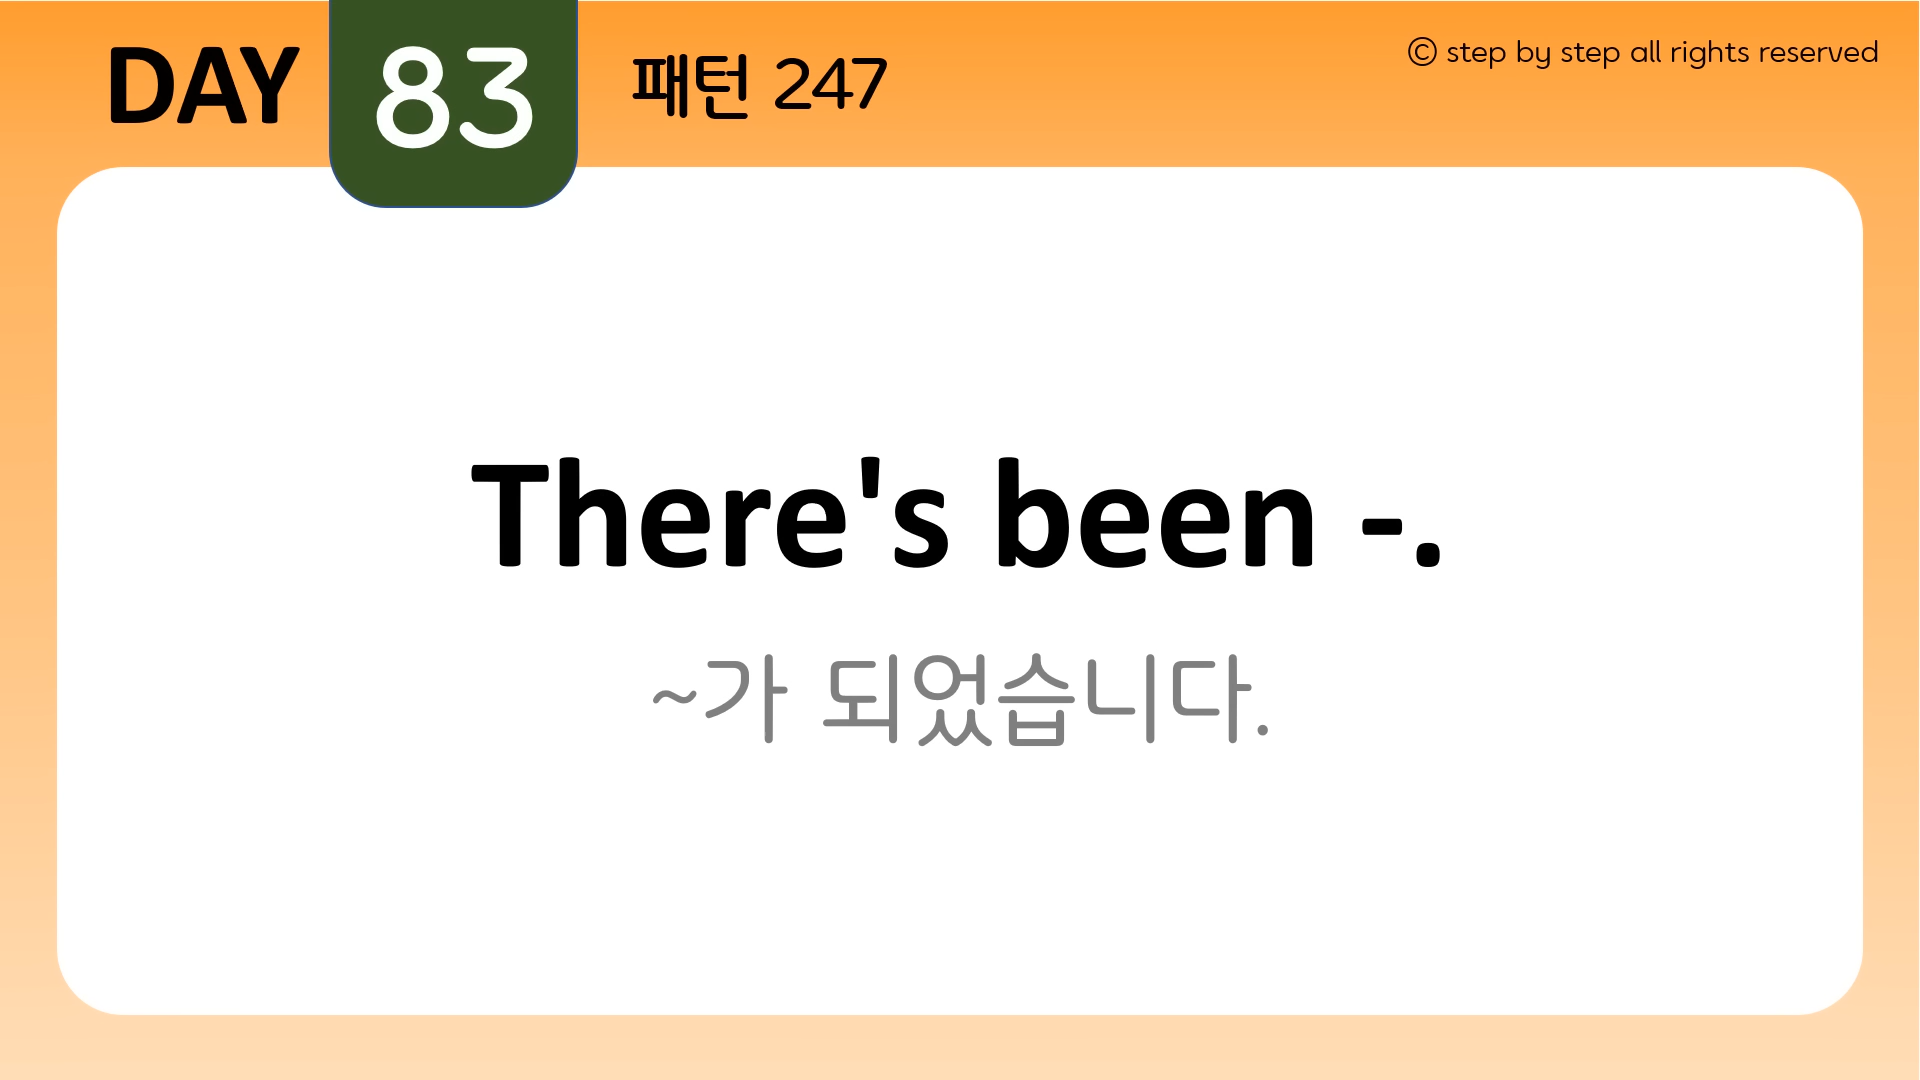 DAY 83 패턴 247
© step by step all rights reserved
There's been -.
~가 되었습니다.